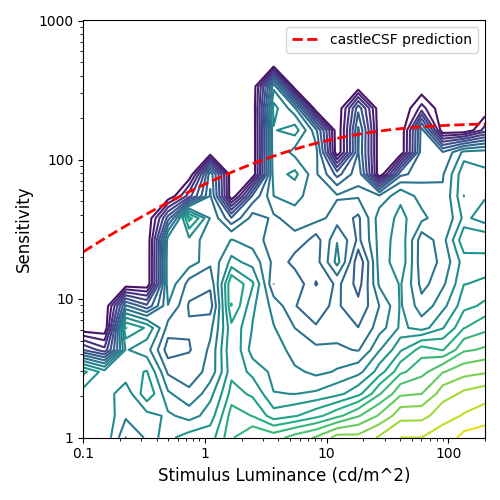 1000
castleCSF prediction
100
Sensitivity
10
1
0.1 1 10 100
Stimulus Luminance (cd/m^2)